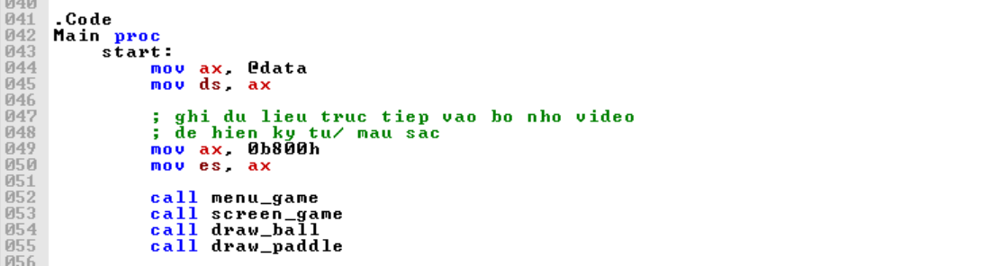 040
041 .Code
042 Main proc
043 start:
044 mov ax, @data
045 mov ds, ax
046
047 ; ghi du lieu truc tiep vao bo nho video
048 ; de hien ky tu/ mau sac
049 mov ax, 0b800h
050 mov es, ax
051
052 call menu_game
053 call screen_game
054 call draw_ball
055 call draw_paddle
056